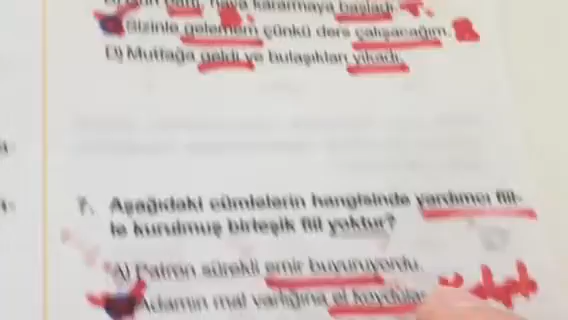 hava kararmaya başladı.
Sizinle gelemem çünkü ders çalışacağım.
D) Mutfağa geldi ve bulaşıkları yıkadı.
7. Aşağıdaki cümlelerin hangisinde yardımcı fiil-
le kurulmuş birleşik fiil yoktur?
A) Patron sürekli emir buyuruyordu.
Adamın mal varlığına el koydular